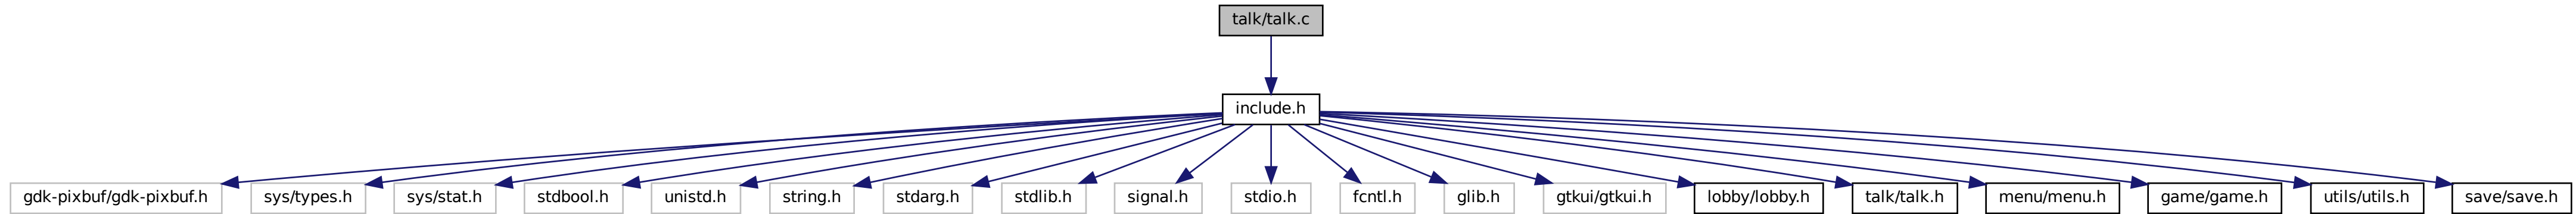 talk/talk.c
include.h
gdk-pixbuf/gdk-pixbuf.h
sys/types.h
sys/stat.h
stdbool.h
unistd.h
string.h
stdarg.h
stdlib.h
signal.h
stdio.h
fcntl.h
glib.h
gtkui/gtkui.h
lobby/lobby.h
talk/talk.h
menu/menu.h
game/game.h
utils/utils.h
save/save.h